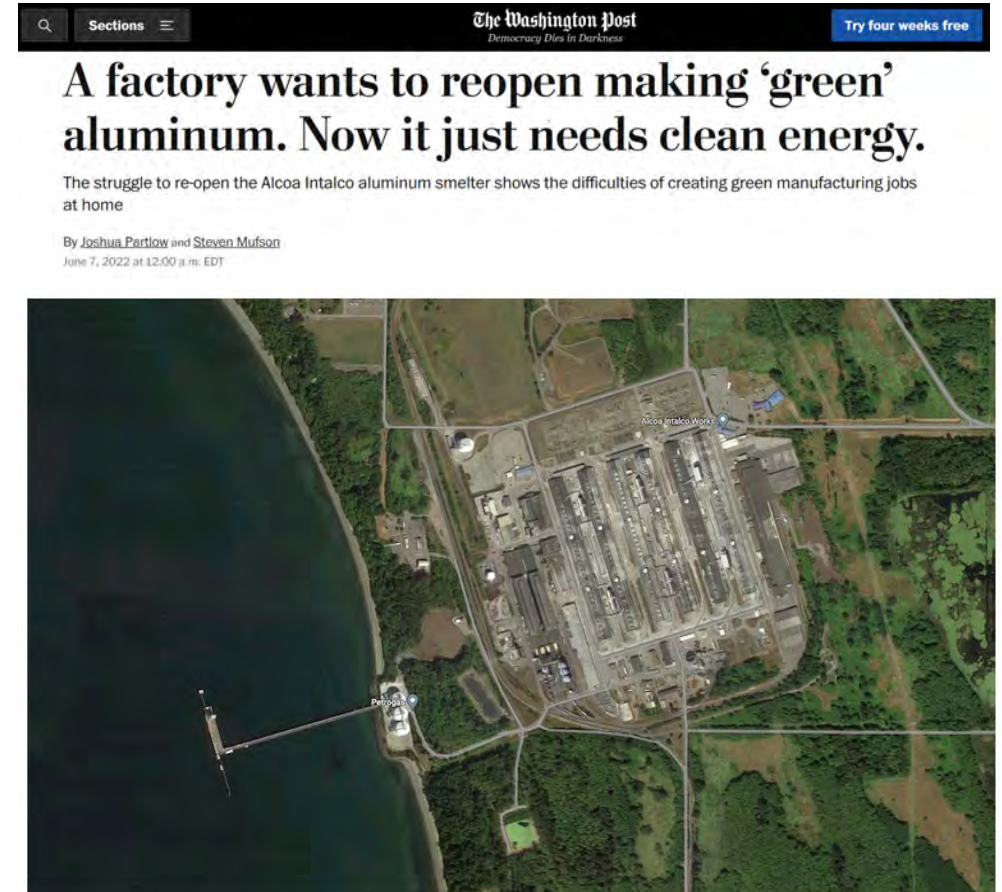 Sections
The Washington Post
Democracy Dies in Darkness
Try four weeks free
A factory wants to reopen making ‘green’
aluminum. Now it just needs clean energy.
The struggle to re-open the Alcoa Intalco aluminum smelter shows the difficulties of creating green manufacturing jobs
at home
By Joshua Partlow and Steven Mufson
June 7, 2022 at 12:00 a.m. EDT
Alcoa Intalco Works
Petrogas